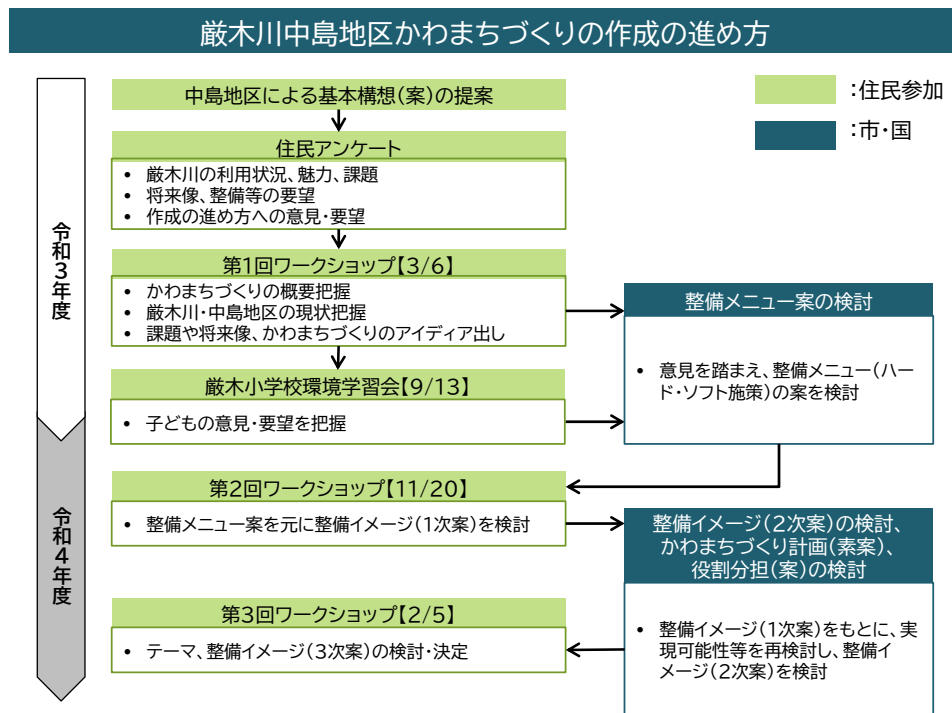 厳木川中島地区かわまちづくりの作成の進め方
:住民参加
:市・国
令和3年度
中島地区による基本構想(案)の提案
住民アンケート
• 厳木川の利用状況、魅力、課題
• 将来像、整備等の要望
• 作成の進め方への意見・要望
第1回ワークショップ【3/6】
• かわまちづくりの概要把握
• 厳木川・中島地区の現状把握
• 課題や将来像、かわまちづくりのアイディア出し
整備メニュー案の検討
• 意見を踏まえ、整備メニュー(ハー
ド・ソフト施策)の案を検討
厳木小学校環境学習会【9/13】
• 子どもの意見・要望を把握
令和4年度
第2回ワークショップ【11/20】
• 整備メニュー案を元に整備イメージ(1次案)を検討
整備イメージ(2次案)の検討、
かわまちづくり計画(素案)、
役割分担(案)の検討
• 整備イメージ(1次案)をもとに、実
現可能性等を再検討し、整備イ
メージ(2次案)を検討
第3回ワークショップ【2/5】
• テーマ、整備イメージ(3次案)の検討・決定